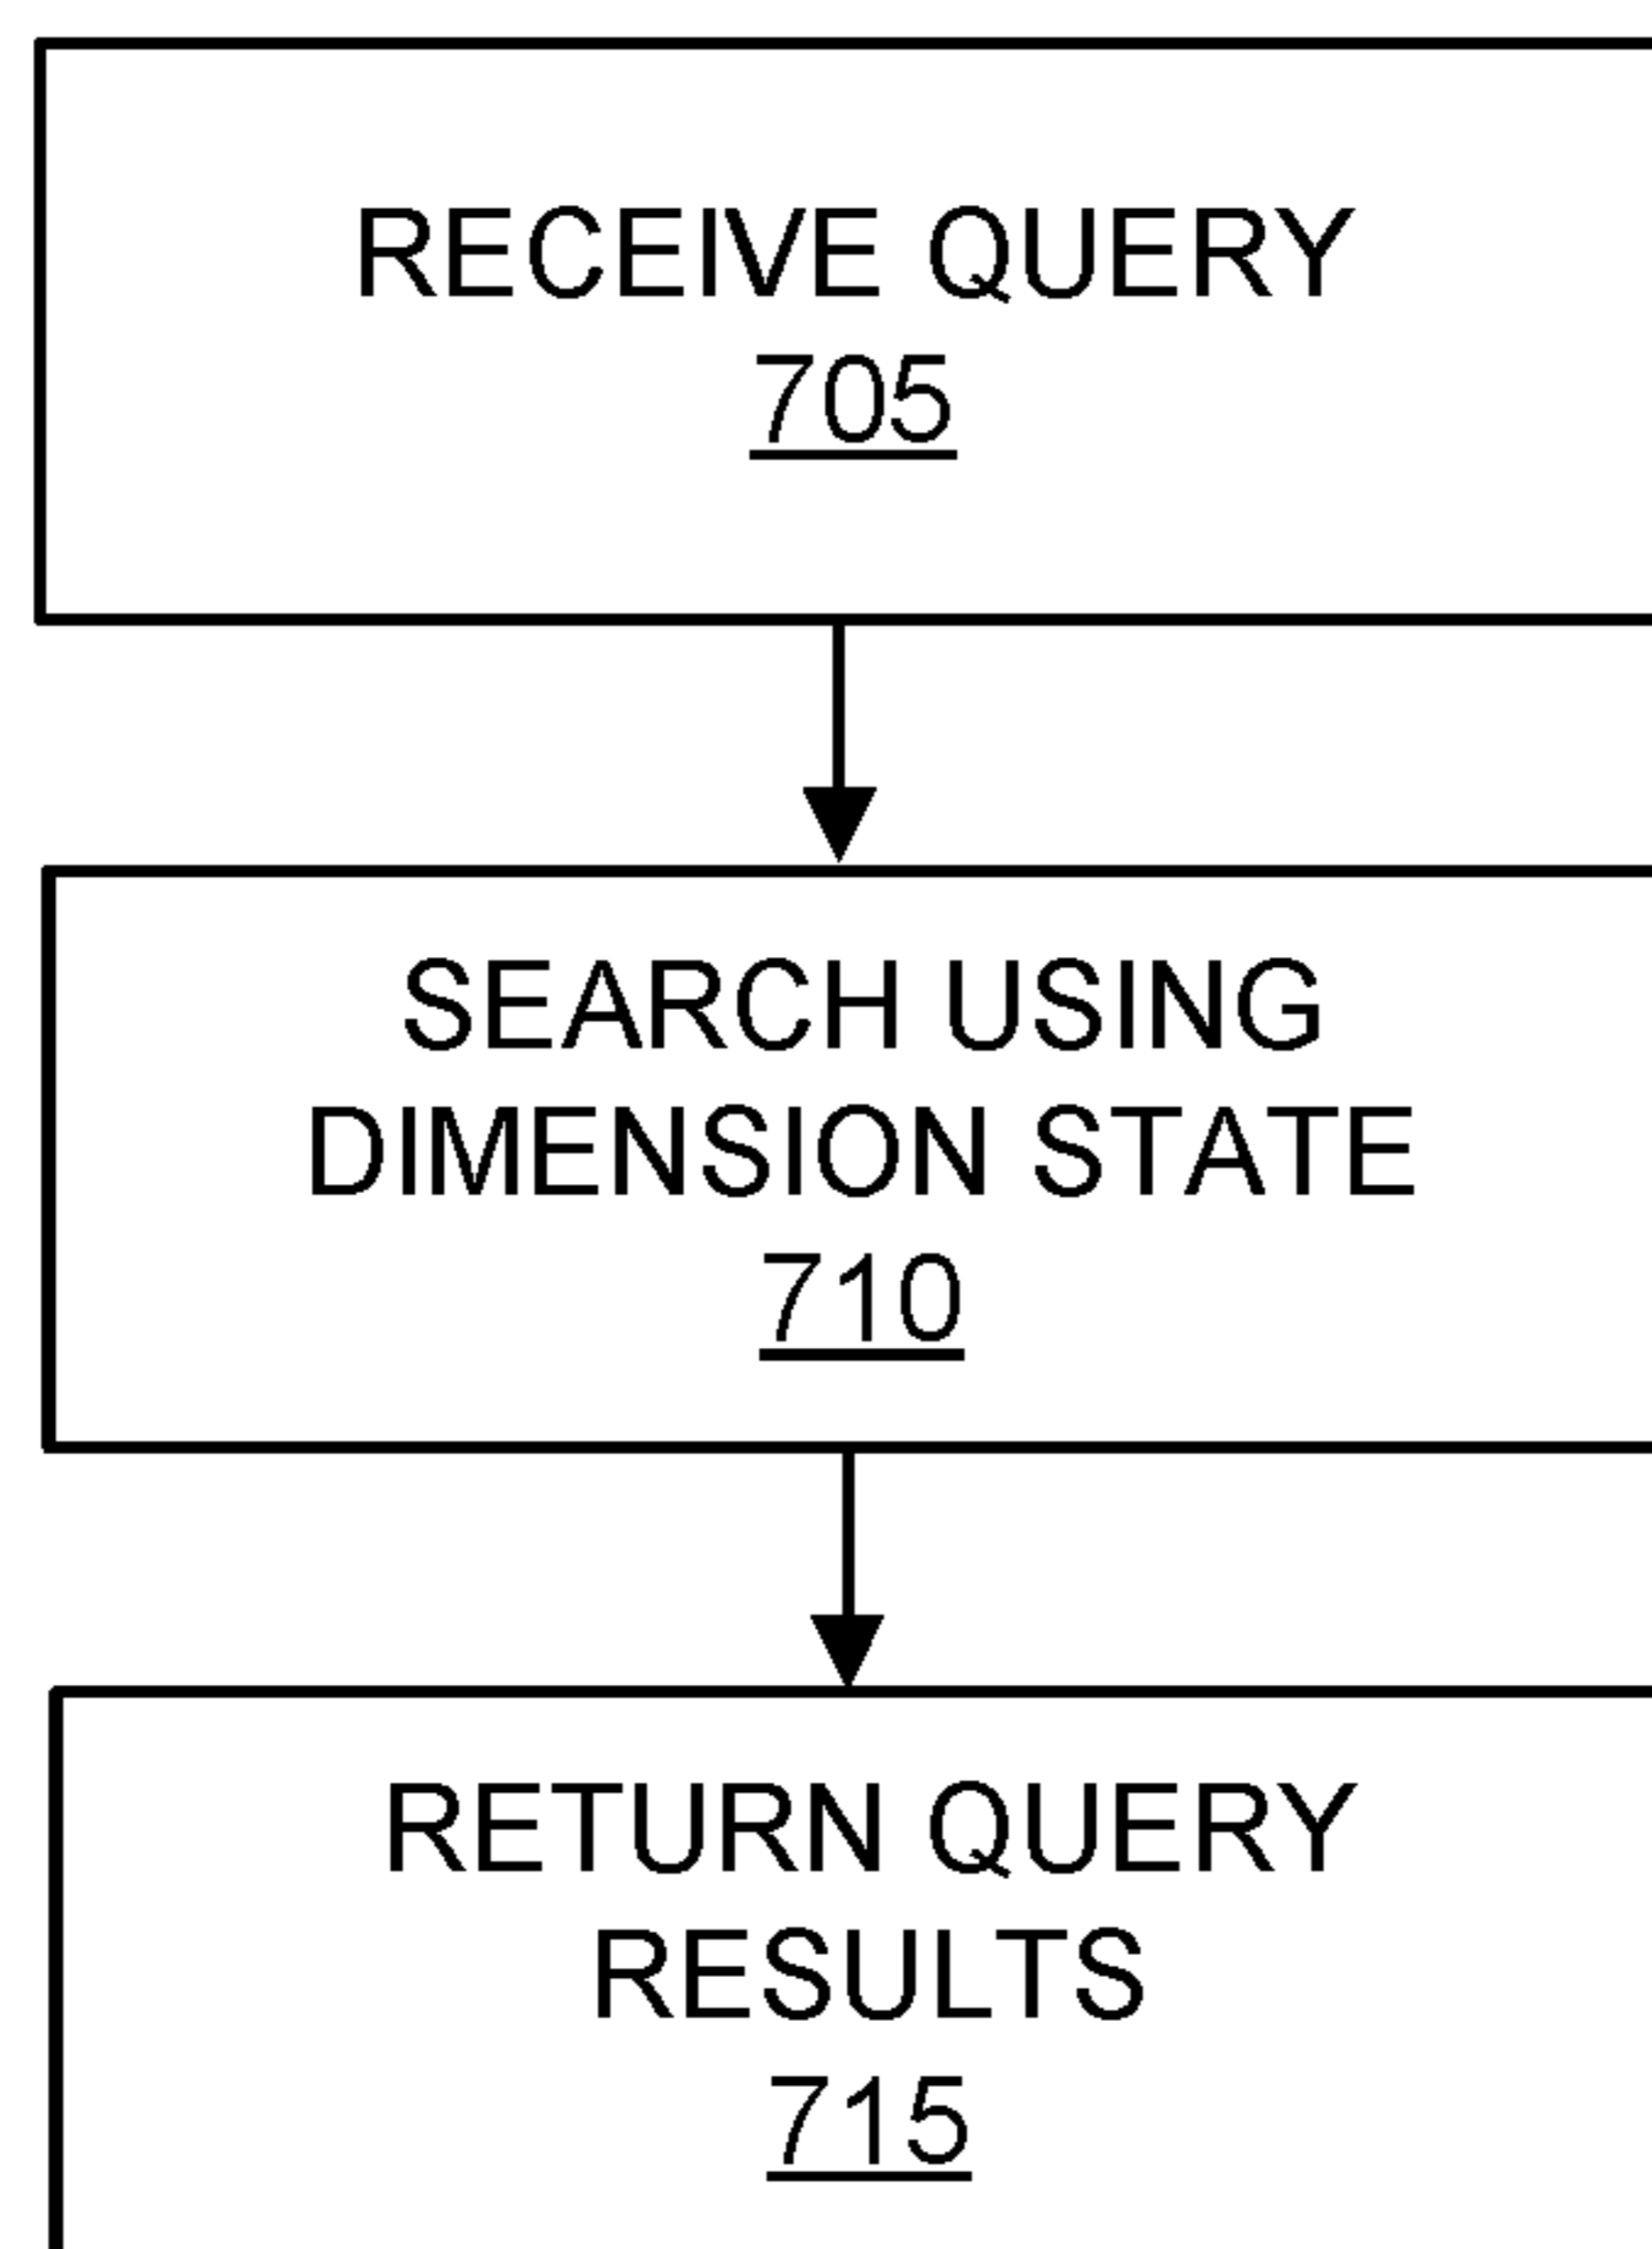 RECEIVE QUERY
705
SEARCH USING
DIMENSION STATE
710
RETURN QUERY
RESULTS
715